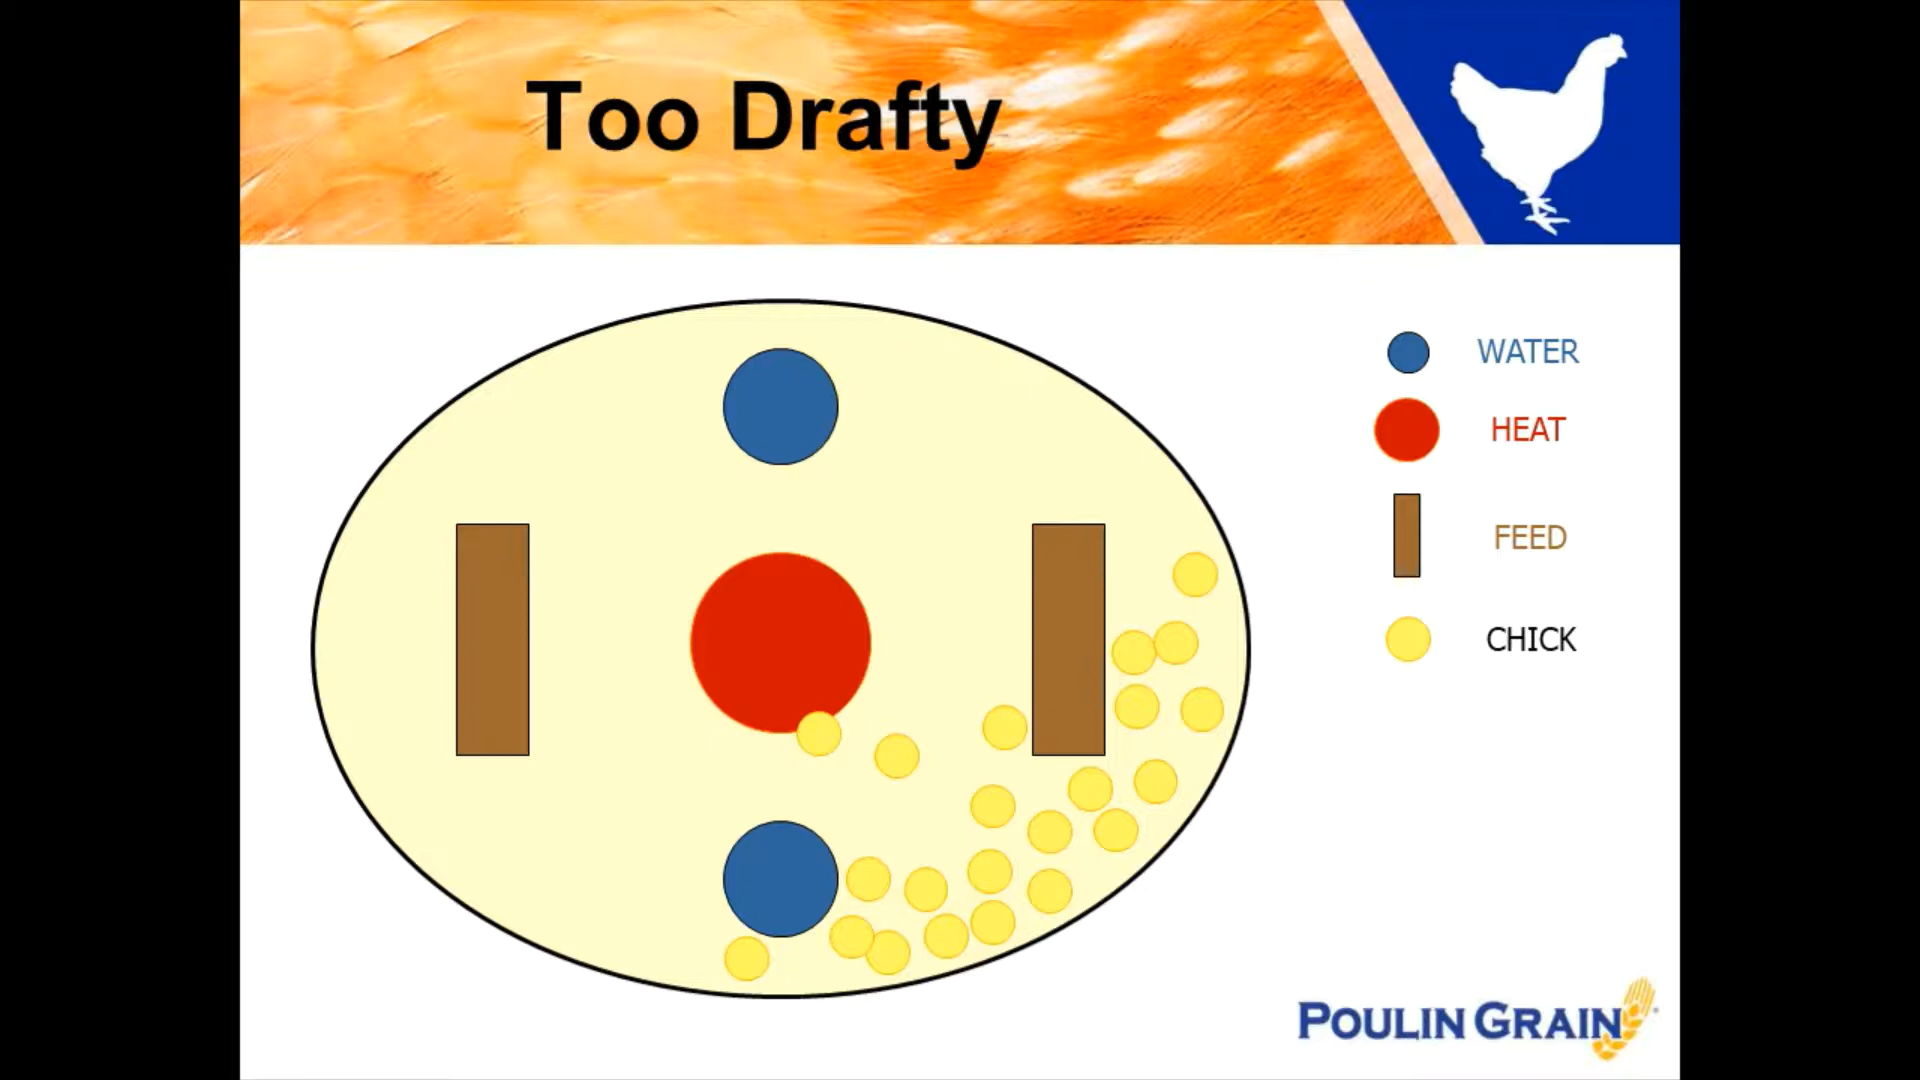 Too Drafty
WATER
HEAT
FEED
CHICK
POULIN GRAIN